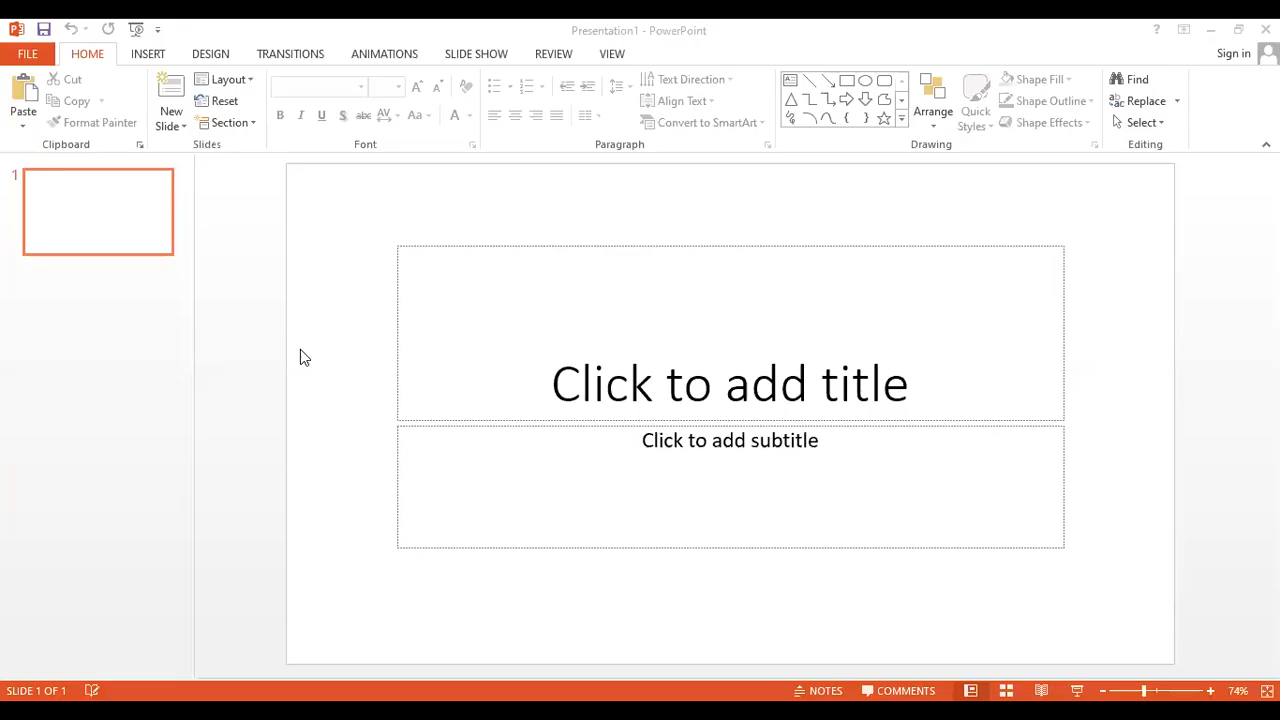 Presentation1 - PowerPoint
FILE HOME INSERT DESIGN TRANSITIONS ANIMATIONS SLIDE SHOW REVIEW VIEW Sign in
Paste
Cut
Copy
Format Painter
Clipboard
New
Slide
Layout
Reset
Section
Slides
Font
Text Direction
Align Text
Convert to SmartArt
Paragraph
Arrange
Quick
Styles
Shape Fill
Shape Outline
Shape Effects
Drawing
Find
Replace
Select
Editing
1
Click to add title
Click to add subtitle
SLIDE 1 OF 1 NOTES COMMENTS 74%